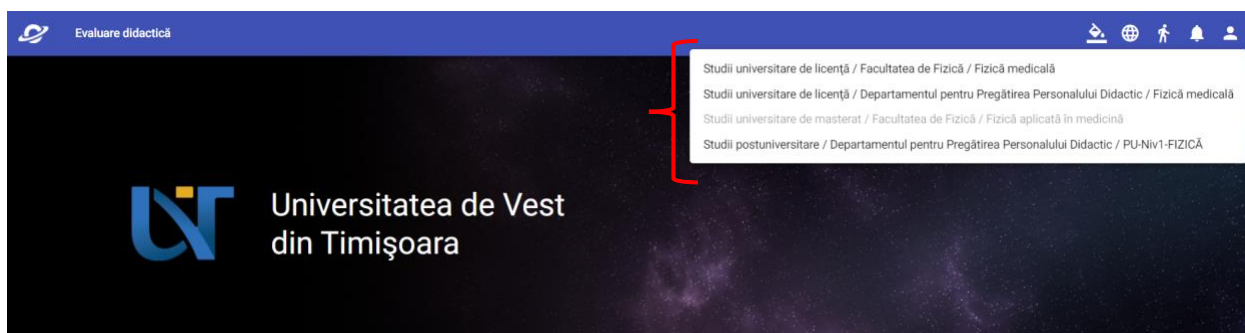 Evaluare didactică
Studii universitare de licență / Facultatea de Fizică / Fizică medicală
Studii universitare de licență / Departamentul pentru Pregătirea Personalului Didactic / Fizică medicală
Studii universitare de masterat / Facultatea de Fizică / Fizică aplicată în medicină
Studii postuniversitare / Departamentul pentru Pregătirea Personalului Didactic / PU-Niv1-FIZICĂ
Universitatea de Vest
din Timişoara